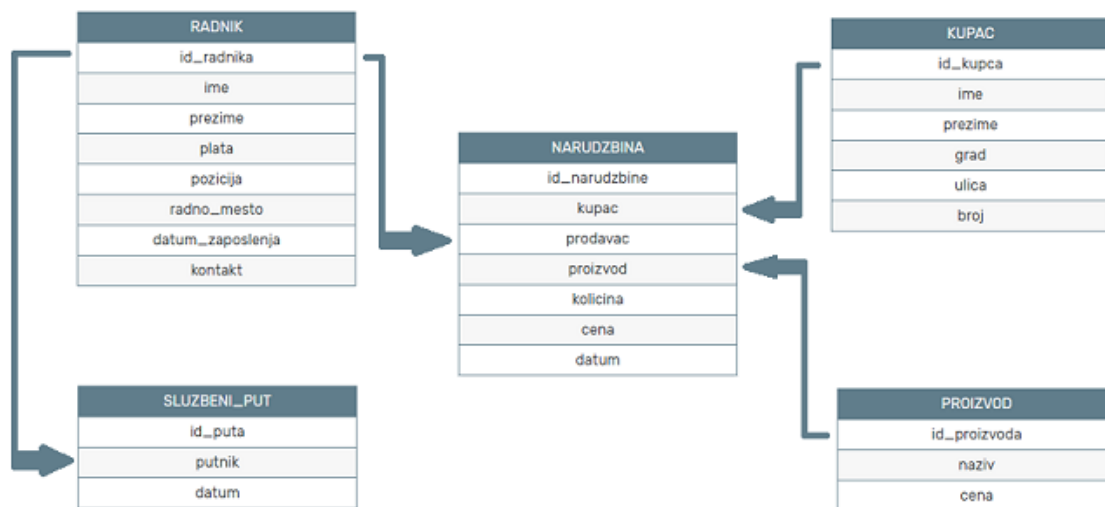 RADNIK
id_radnika
ime
prezime
plata
pozicija
radno_mesto
datum_zaposlenja
kontakt
SLUZBENI_PUT
id_puta
putnik
datum
NARUDZBINA
id_narudzbine
kupac
prodavac
proizvod
kolicina
cena
datum
KUPAC
id_kupca
ime
prezime
grad
ulica
broj
PROIZVOD
id_proizvoda
naziv
cena